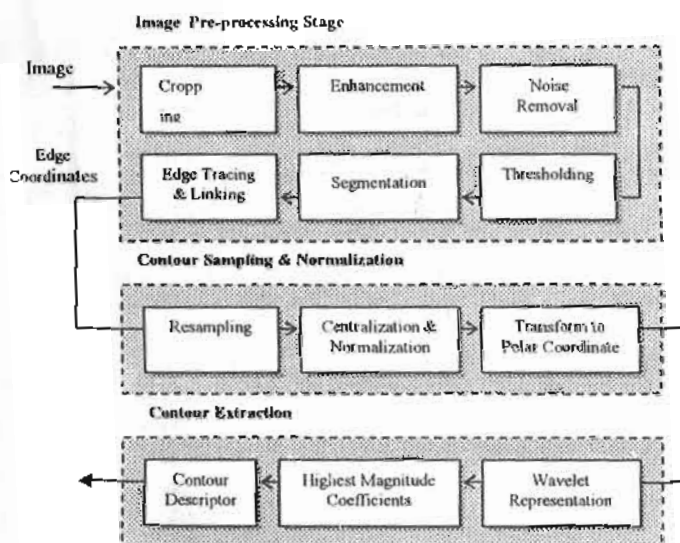 Image Pre-processing Stage
Image
Cropp
ing
Enhancement
Noise
Removal
Edge
Coordinates
Edge Tracing
& Linking
Segmentation
Thresholding
Contour Sampling & Normalization
Resampling
Centralization &
Normalization
Transform to
Polar Coordinate
Contour Extraction
Contour
Descriptor
Highest Magnitude
Coefficients
Wavelet
Representation